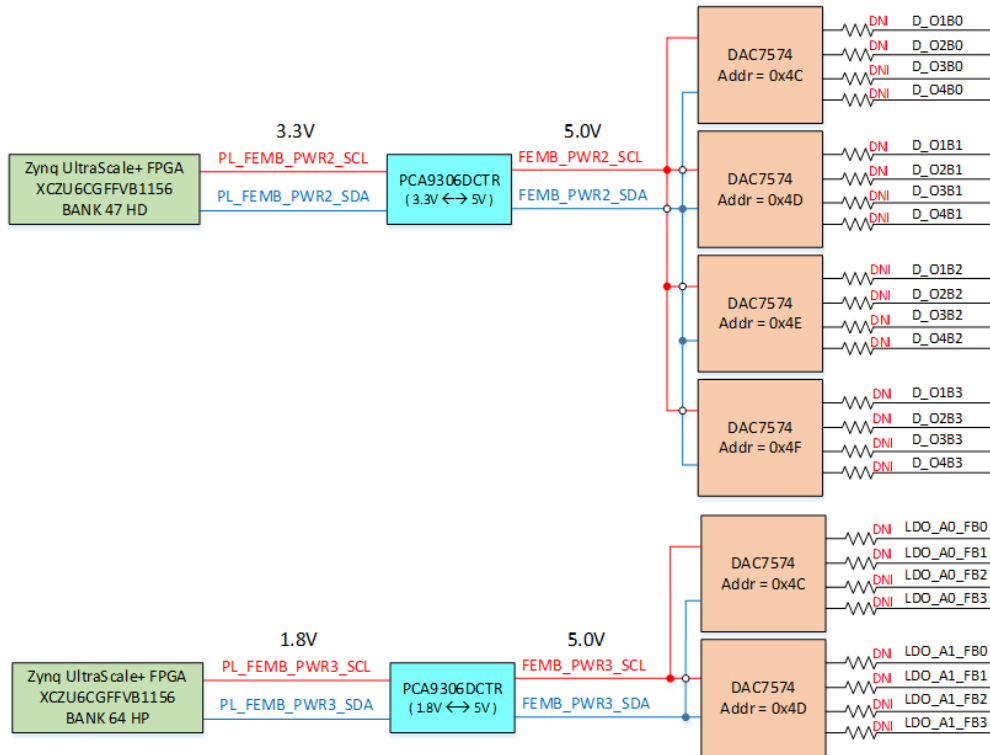 DAC7574
Addr = 0x4C
DNI D_O1B0
DNI D_O2B0
DNI D_O3B0
DNI D_O4B0
3.3V
5.0V
Zynq UltraScale+ FPGA
XCZU6CGFFVB1156
BANK 47 HD
PL_FEMB_PWR2_SCL
PL_FEMB_PWR2_SDA
PCA9306DCTR
( 3.3V <--> 5V )
FEMB_PWR2_SCL
FEMB_PWR2_SDA
DAC7574
Addr = 0x4D
DNI D_O1B1
DNI D_O2B1
DNI D_O3B1
DNI D_O4B1
DAC7574
Addr = 0x4E
DNI D_O1B2
DNI D_O2B2
DNI D_O3B2
DNI D_O4B2
DAC7574
Addr = 0x4F
DNI D_O1B3
DNI D_O2B3
DNI D_O3B3
DNI D_O4B3
DAC7574
Addr = 0x4C
DNI LDO_A0_FB0
DNI LDO_A0_FB1
DNI LDO_A0_FB2
DNI LDO_A0_FB3
1.8V
5.0V
Zynq UltraScale+ FPGA
XCZU6CGFFVB1156
BANK 64 HP
PL_FEMB_PWR3_SCL
PL_FEMB_PWR3_SDA
PCA9306DCTR
( 1.8V <--> 5V )
FEMB_PWR3_SCL
FEMB_PWR3_SDA
DAC7574
Addr = 0x4D
DNI LDO_A1_FB0
DNI LDO_A1_FB1
DNI LDO_A1_FB2
DNI LDO_A1_FB3